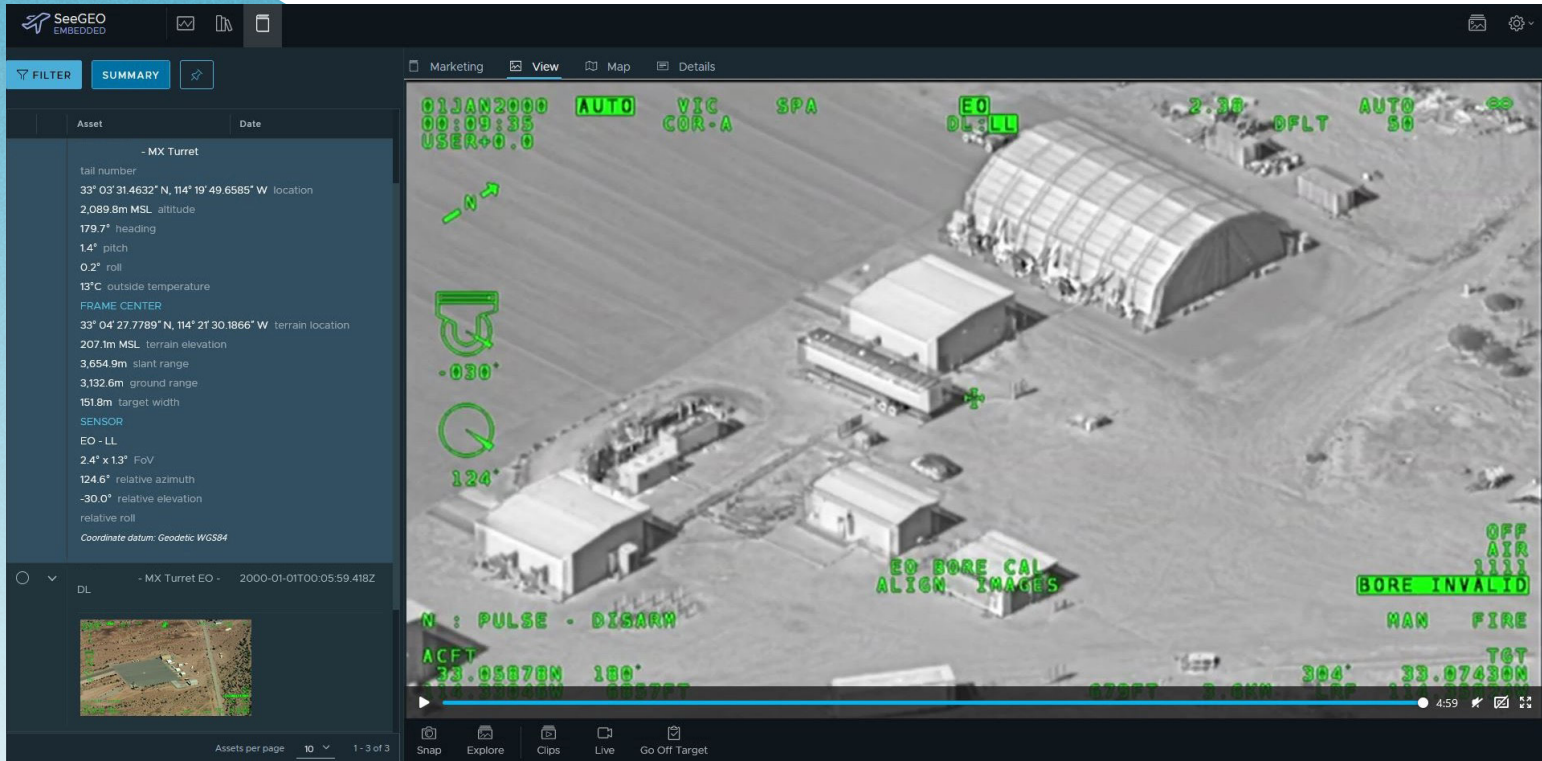 SeeGEO
EMBEDDED
FILTER
SUMMARY
Asset Date
- MX Turret
tail number
33° 03' 31.4632" N, 114° 19' 49.6585" W location
2,089.8m MSL altitude
179.7° heading
1.4° pitch
0.2° roll
13°C outside temperature
FRAME CENTER
33° 04' 27.7789" N, 114° 21' 30.1866" W terrain location
207.1m MSL terrain elevation
3,654.9m slant range
3,132.6m ground range
151.8m target width
SENSOR
EO - LL
2.4° x 1.3° FoV
124.6° relative azimuth
-30.0° relative elevation
relative roll
Coordinate datum: Geodetic WGS84
- MX Turret EO - 2000-01-01T00:05:59.418Z
DL
Assets per page 10 1 - 3 of 3
Marketing View Map Details
01JAN2000 AUTO VIC SPA EO 2.30 AUTO
00:09:35 COR-A DL:LL DFLT 50
USER+0.0
N
-030°
124°
EO BORE CAL
ALIGN IMAGES
OFF
AIR
1111
BORE INVALID
N : PULSE - DISARM MAN FIRE
ACFT TGT
33.05878N 180° 304° 33.07430N
4:59
Snap Explore Clips Live Go Off Target